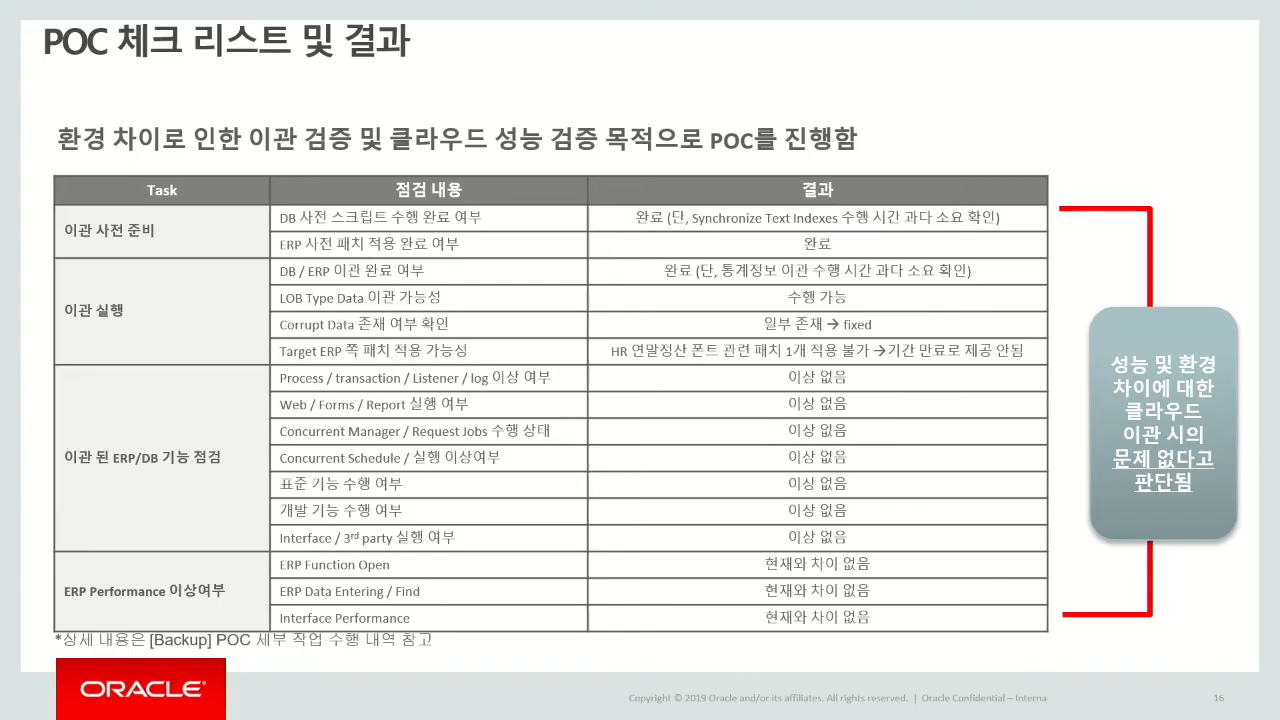 POC 체크 리스트 및 결과
환경 차이로 인한 이관 검증 및 클라우드 성능 검증 목적으로 POC를 진행함
Task 점검 내용 결과
이관 사전 준비
DB 사전 스크립트 수행 완료 여부 완료 (단, Synchronize Text Indexes 수행 시간 과다 소요 확인)
ERP 사전 패치 적용 완료 여부 완료
이관 실행
DB / ERP 이관 완료 여부 완료 (단, 통계정보 이관 수행 시간 과다 소요 확인)
LOB Type Data 이관 가능성 수행 가능
Corrupt Data 존재 여부 확인 일부 존재 → fixed
Target ERP 쪽 패치 적용 가능성 HR 연말정산 폰트 관련 패치 1개 적용 불가 →기간 만료로 제공 안됨
이관 된 ERP/DB 기능 점검
Process / transaction / Listener / log 이상 여부 이상 없음
Web / Forms / Report 실행 여부 이상 없음
Concurrent Manager / Request Jobs 수행 상태 이상 없음
Concurrent Schedule / 실행 이상여부 이상 없음
표준 기능 수행 여부 이상 없음
개발 기능 수행 여부 이상 없음
Interface / 3rd party 실행 여부 이상 없음
ERP Performance 이상여부
ERP Function Open 현재와 차이 없음
ERP Data Entering / Find 현재와 차이 없음
Interface Performance 현재와 차이 없음
성능 및 환경
차이에 대한
클라우드
이관 시의
문제 없다고
판단됨
*상세 내용은 [Backup] POC 세부 작업 수행 내역 참고
ORACLE®
Copyright © 2019 Oracle and/or its affiliates. All rights reserved. | Oracle Confidential – Interna
16